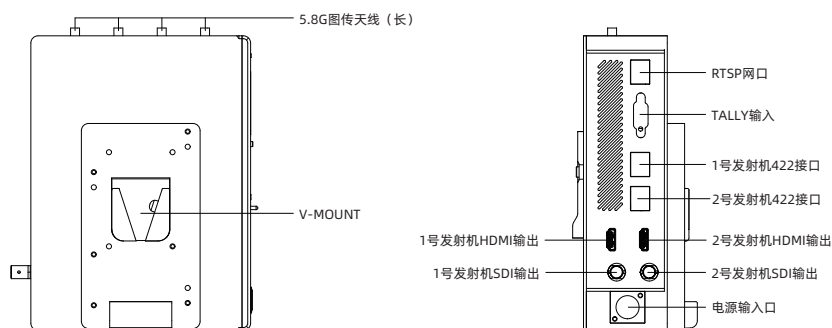 5.8G图传天线（长）
V-MOUNT
RTSP网口
TALLY输入
1号发射机422接口
2号发射机422接口
1号发射机HDMI输出
2号发射机HDMI输出
1号发射机SDI输出
2号发射机SDI输出
电源输入口